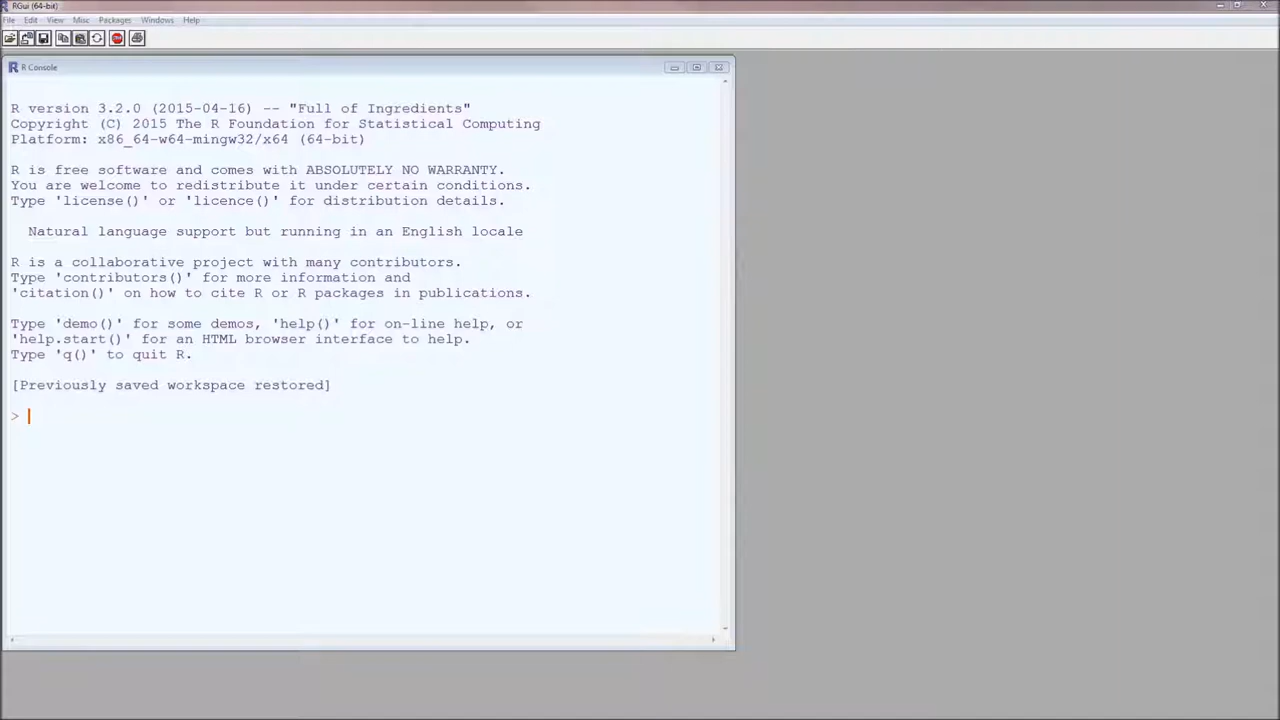 RGui (64-bit)
File Edit View Misc Packages Windows Help
R Console
R version 3.2.0 (2015-04-16) -- "Full of Ingredients"
Copyright (C) 2015 The R Foundation for Statistical Computing
Platform: x86_64-w64-mingw32/x64 (64-bit)
R is free software and comes with ABSOLUTELY NO WARRANTY.
You are welcome to redistribute it under certain conditions.
Type 'license()' or 'licence()' for distribution details.
Natural language support but running in an English locale
R is a collaborative project with many contributors.
Type 'contributors()' for more information and
'citation()' on how to cite R or R packages in publications.
Type 'demo()' for some demos, 'help()' for on-line help, or
'help.start()' for an HTML browser interface to help.
Type 'q()' to quit R.
[Previously saved workspace restored]
>